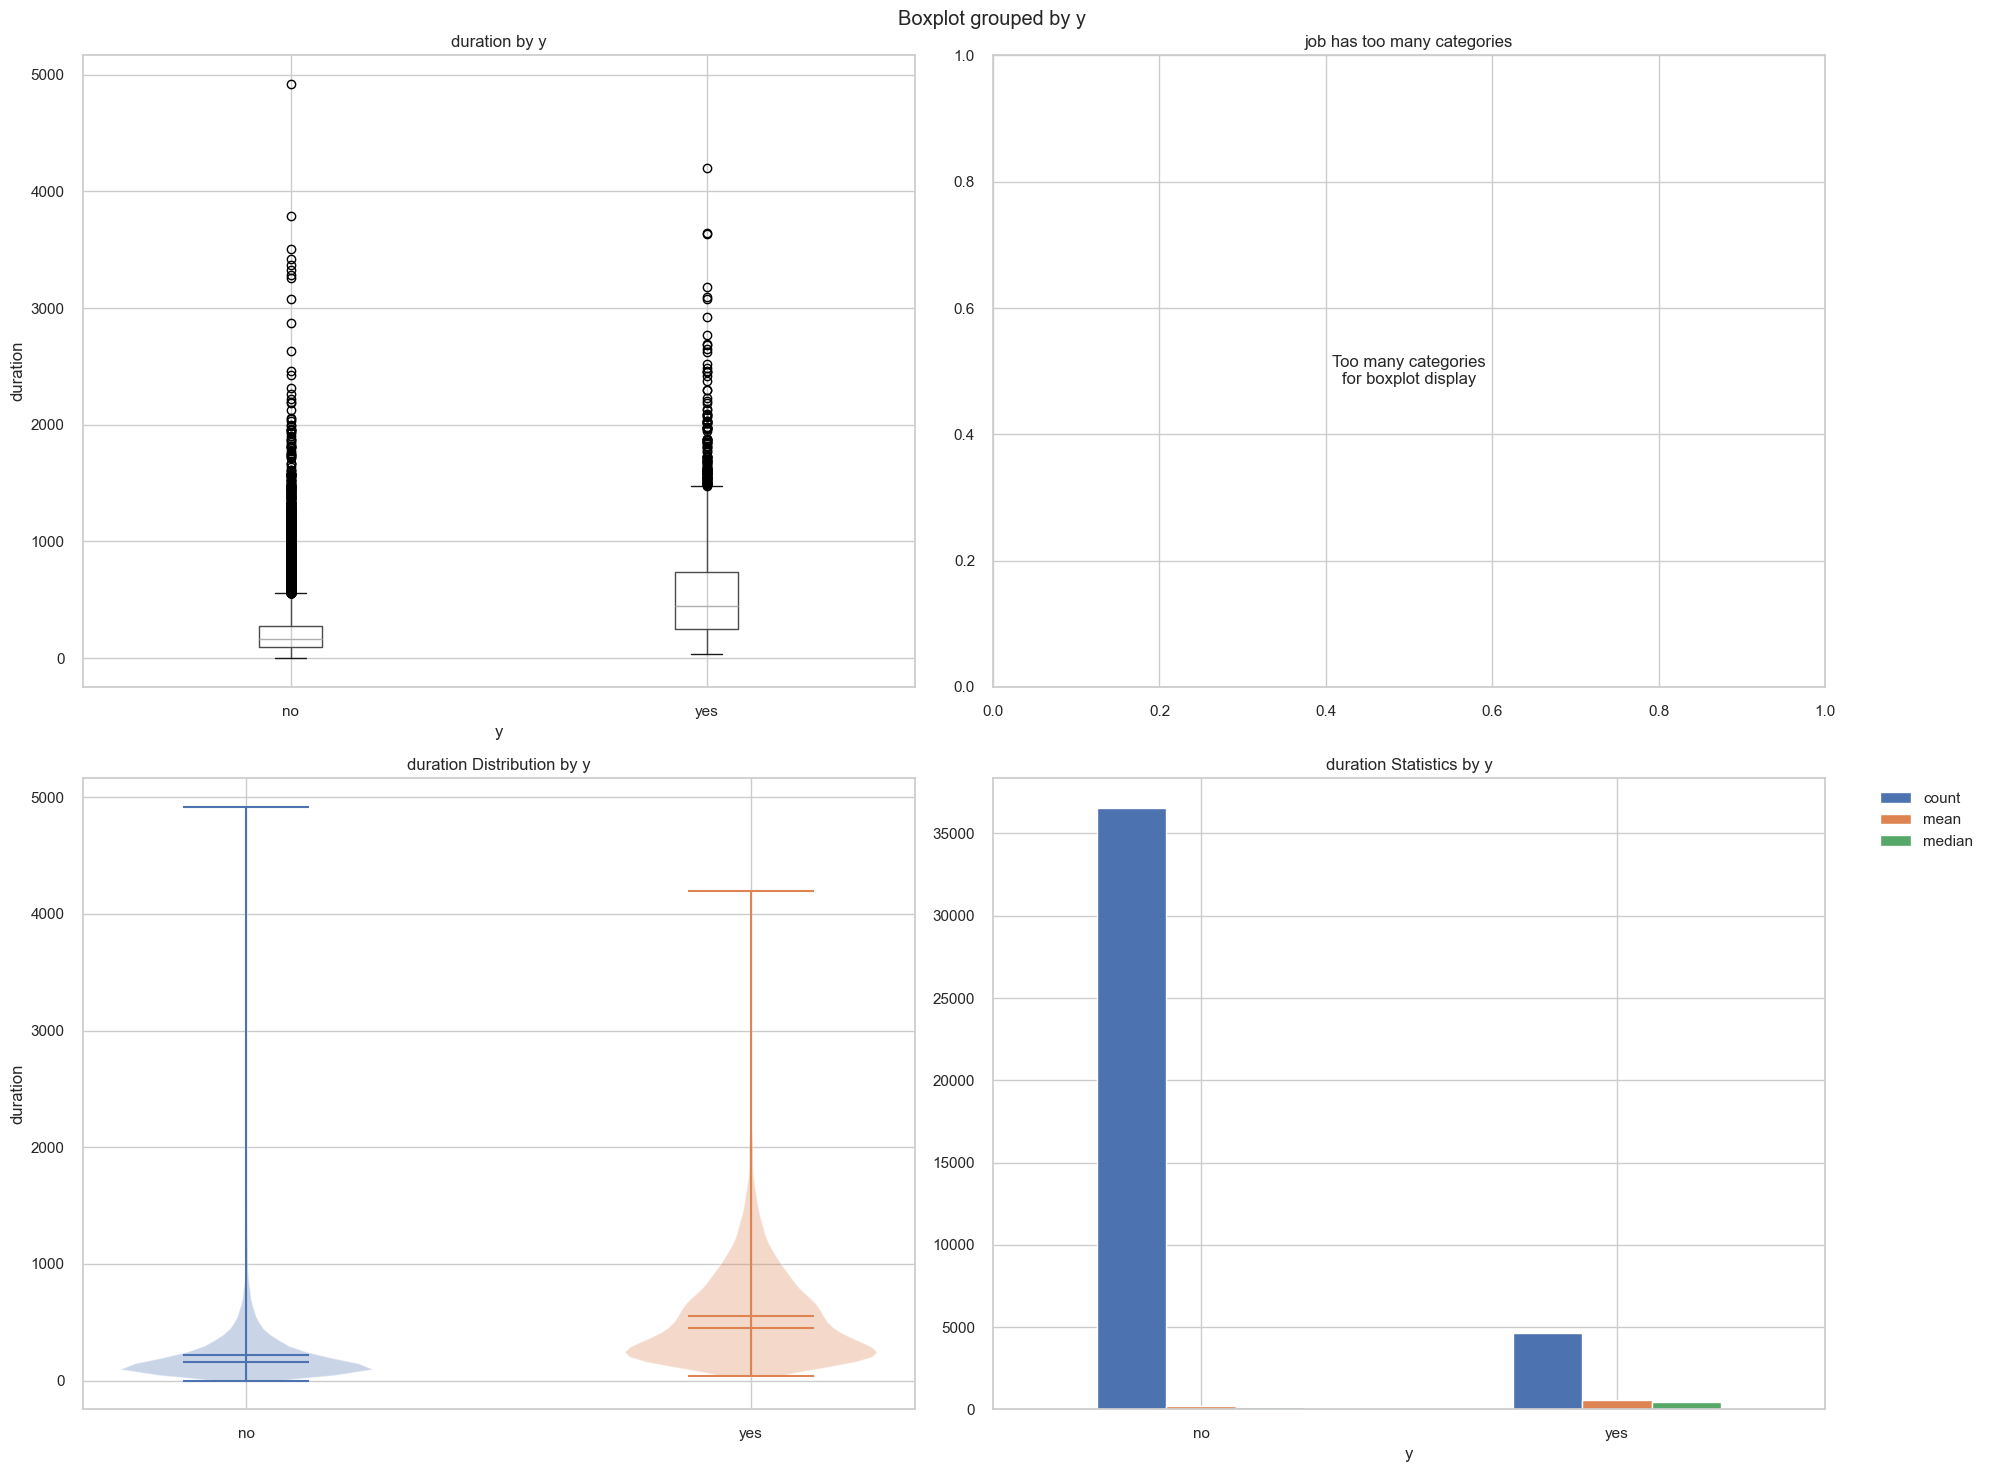 Boxplot grouped by y
duration by y
5000
4000
3000
2000
1000
0
duration
no
yes
y
job has too many categories
1.0
0.8
0.6
0.4
0.2
0.0
Too many categories
for boxplot display
0.0
0.2
0.4
0.6
0.8
1.0
duration Distribution by y
5000
4000
3000
2000
1000
0
duration
no
yes
duration Statistics by y
35000
30000
25000
20000
15000
10000
5000
0
no
yes
y
count
mean
median